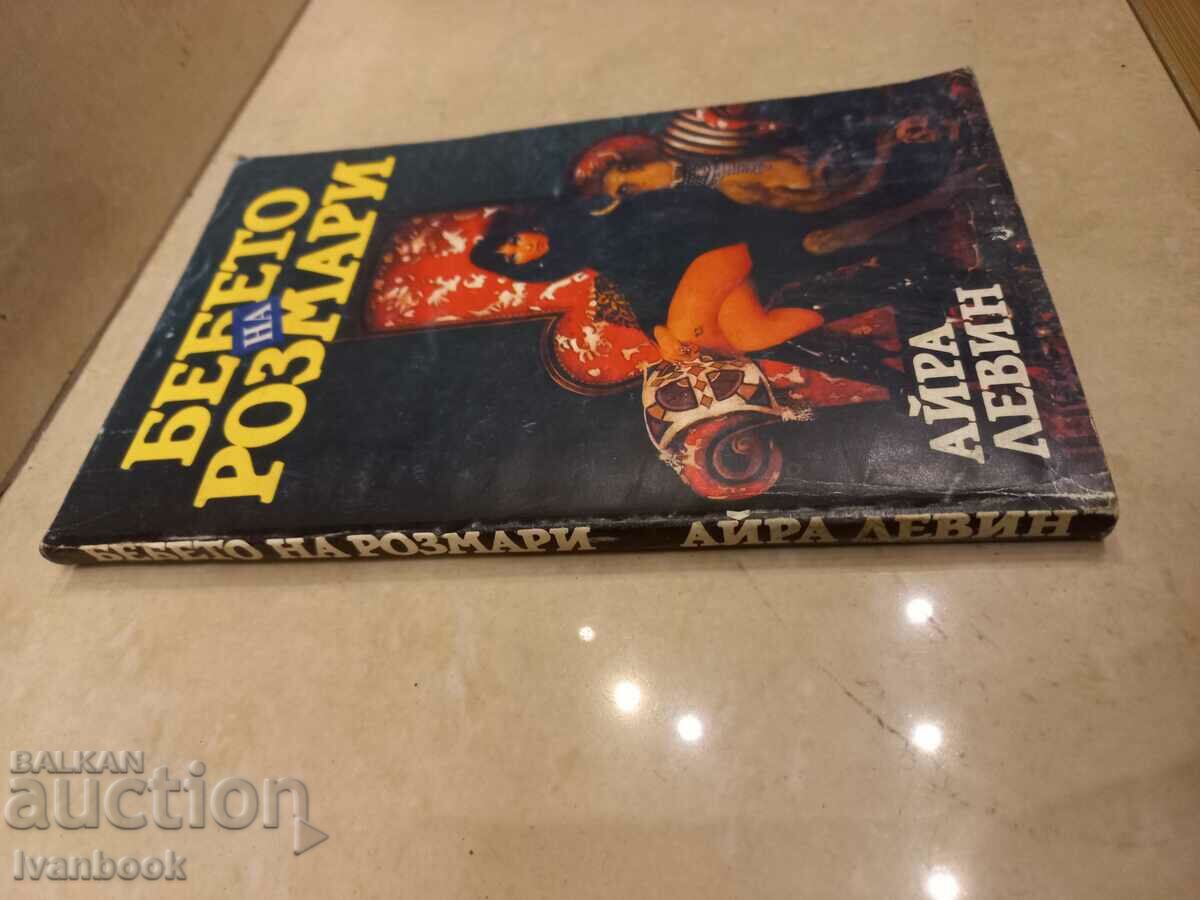 БЕБЕТО
НА
РОЗМАРИ
АЙРА
ЛЕВИН
БЕБЕТО НА РОЗМАРИ АЙРА ЛЕВИН
BALKAN
auction
Ivanbook